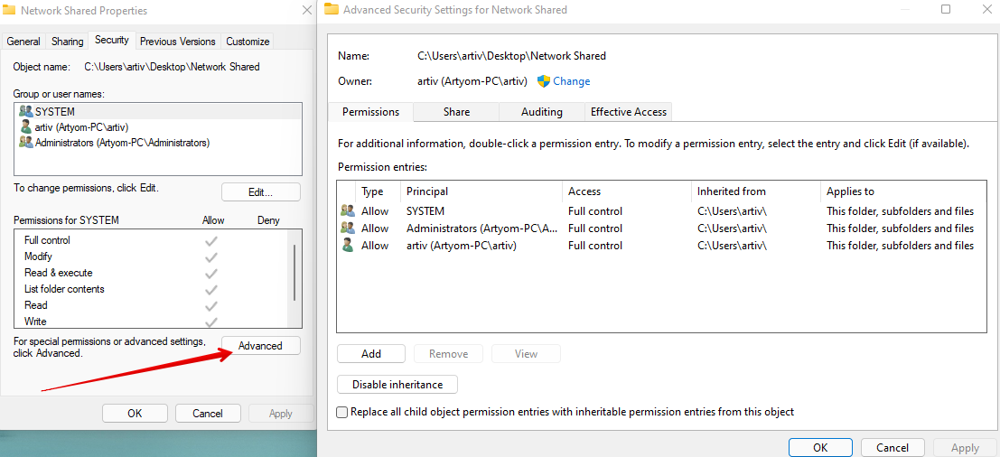 Network Shared Properties
General Sharing Security Previous Versions Customize
Object name: C:\Users\artiv\Desktop\Network Shared
Group or user names:
SYSTEM
artiv (Artyom-PC\artiv)
Administrators (Artyom-PC\Administrators)
To change permissions, click Edit.
Edit...
Permissions for SYSTEM Allow Deny
Full control
Modify
Read & execute
List folder contents
Read
Write
For special permissions or advanced settings,
click Advanced.
Advanced
OK Cancel Apply
Advanced Security Settings for Network Shared
Name: C:\Users\artiv\Desktop\Network Shared
Owner: artiv (Artyom-PC\artiv) Change
Permissions Share Auditing Effective Access
For additional information, double-click a permission entry. To modify a permission entry, select the entry and click Edit (if available).
Permission entries:
Type Principal Access Inherited from Applies to
Allow SYSTEM Full control C:\Users\artiv\ This folder, subfolders and files
Allow Administrators (Artyom-PC\A... Full control C:\Users\artiv\ This folder, subfolders and files
Allow artiv (Artyom-PC\artiv) Full control C:\Users\artiv\ This folder, subfolders and files
Add Remove View
Disable inheritance
Replace all child object permission entries with inheritable permission entries from this object
OK Cancel Apply